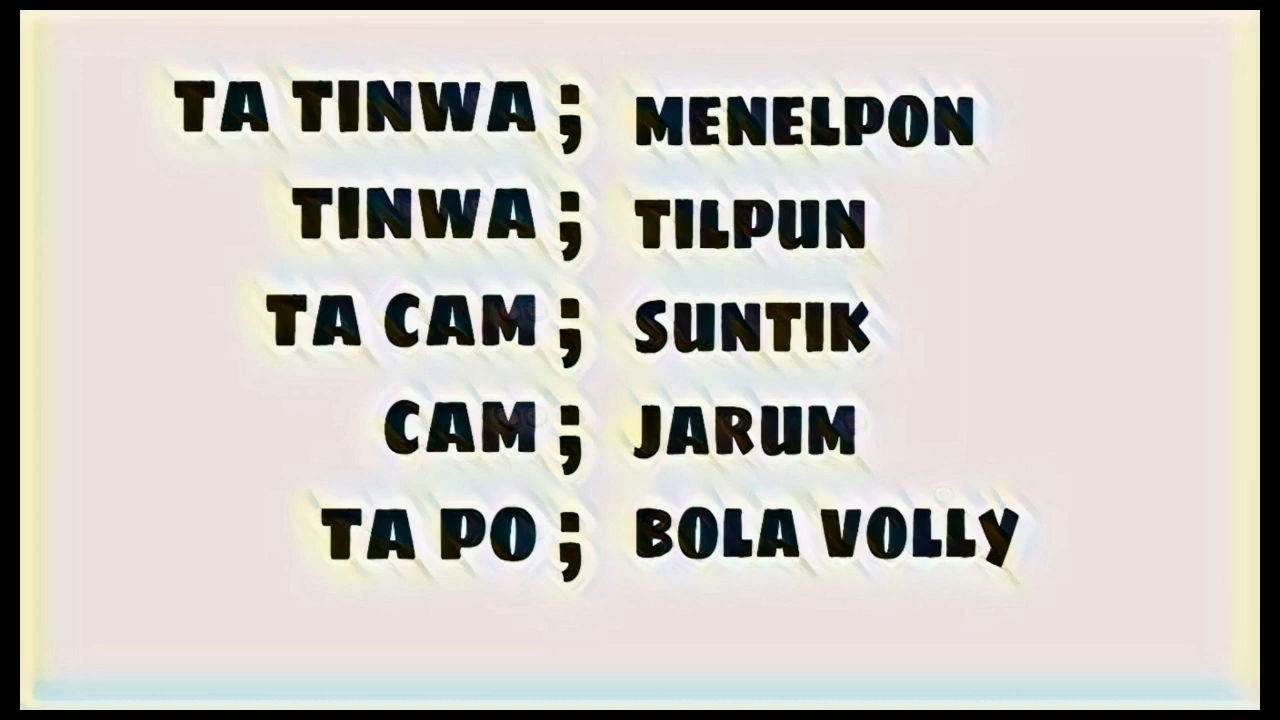 TA TINWA ; MENELPON
TINWA ; TILPUN
TA CAM ; SUNTIK
CAM ; JARUM
TA PO ; BOLA VOLLY